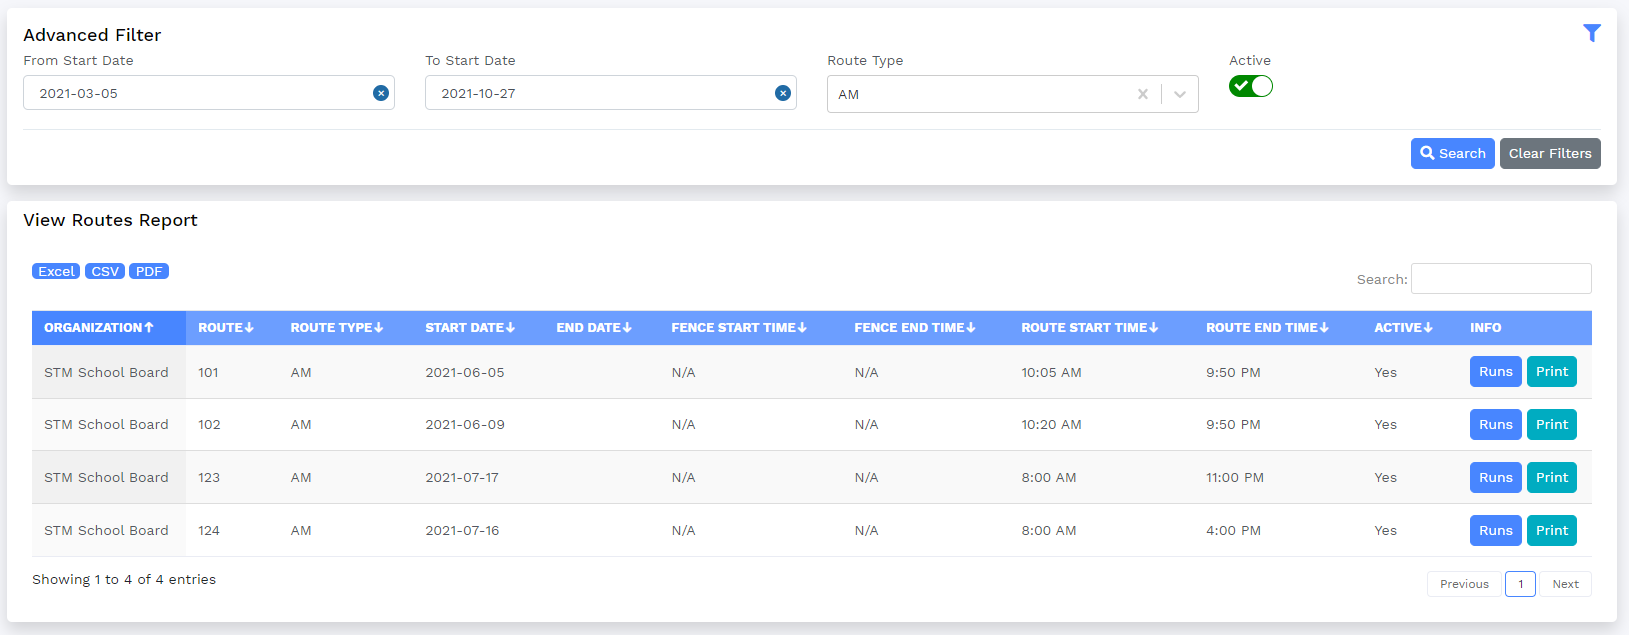 Advanced Filter
From Start Date To Start Date Route Type Active
2021-03-05 2021-10-27 AM
Search Clear Filters
View Routes Report
Excel CSV PDF
Search:
ORGANIZATION ROUTE ROUTE TYPE START DATE END DATE FENCE START TIME FENCE END TIME ROUTE START TIME ROUTE END TIME ACTIVE INFO
STM School Board 101 AM 2021-06-05 N/A N/A 10:05 AM 9:50 PM Yes Runs Print
STM School Board 102 AM 2021-06-09 N/A N/A 10:20 AM 9:50 PM Yes Runs Print
STM School Board 123 AM 2021-07-17 N/A N/A 8:00 AM 11:00 PM Yes Runs Print
STM School Board 124 AM 2021-07-16 N/A N/A 8:00 AM 4:00 PM Yes Runs Print
Showing 1 to 4 of 4 entries
Previous 1 Next